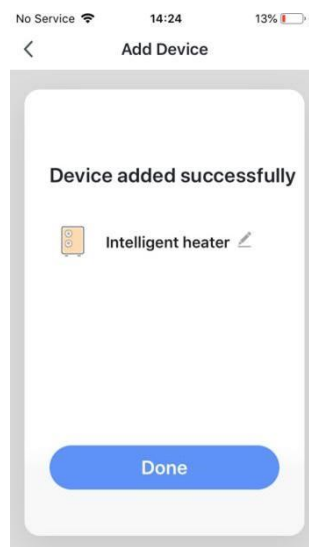 No Service 14:24 13%
Add Device
Device added successfully
Intelligent heater
Done